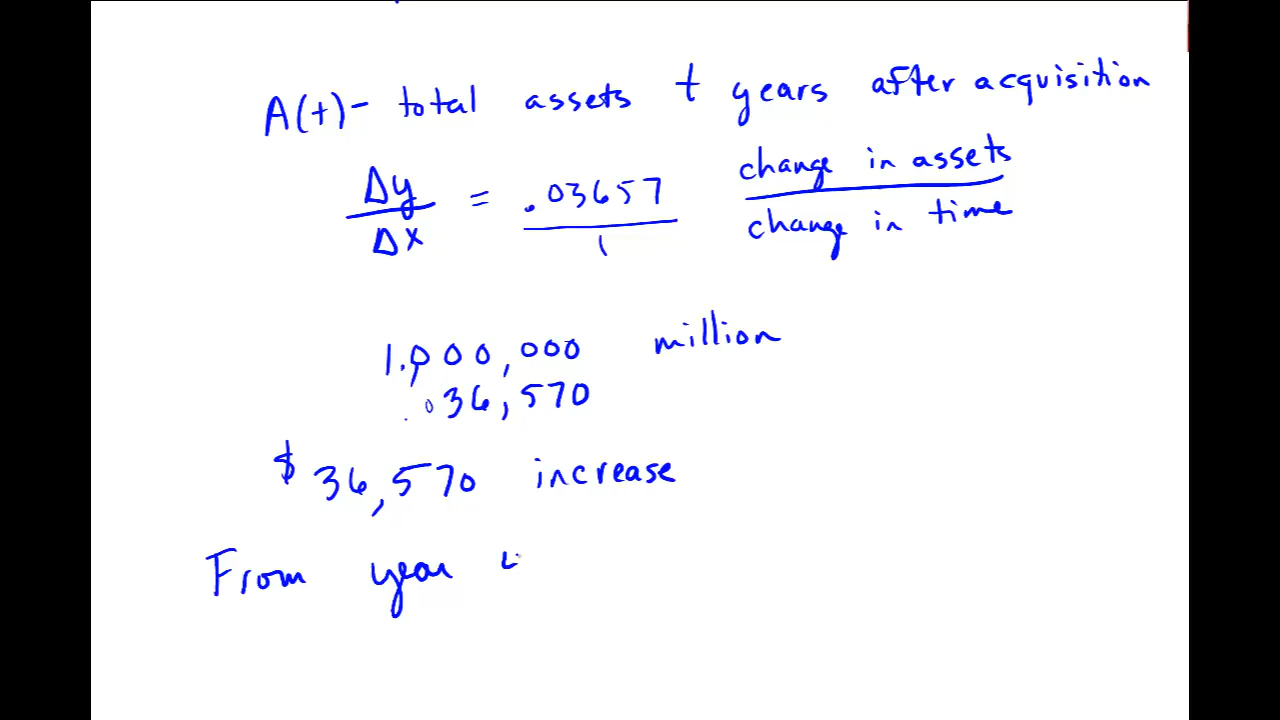 A(t) - total assets t years after acquisition
Δy/Δx = .03657/1 change in assets/change in time
1,000,000 million
.036,570
$36,570 increase
From year